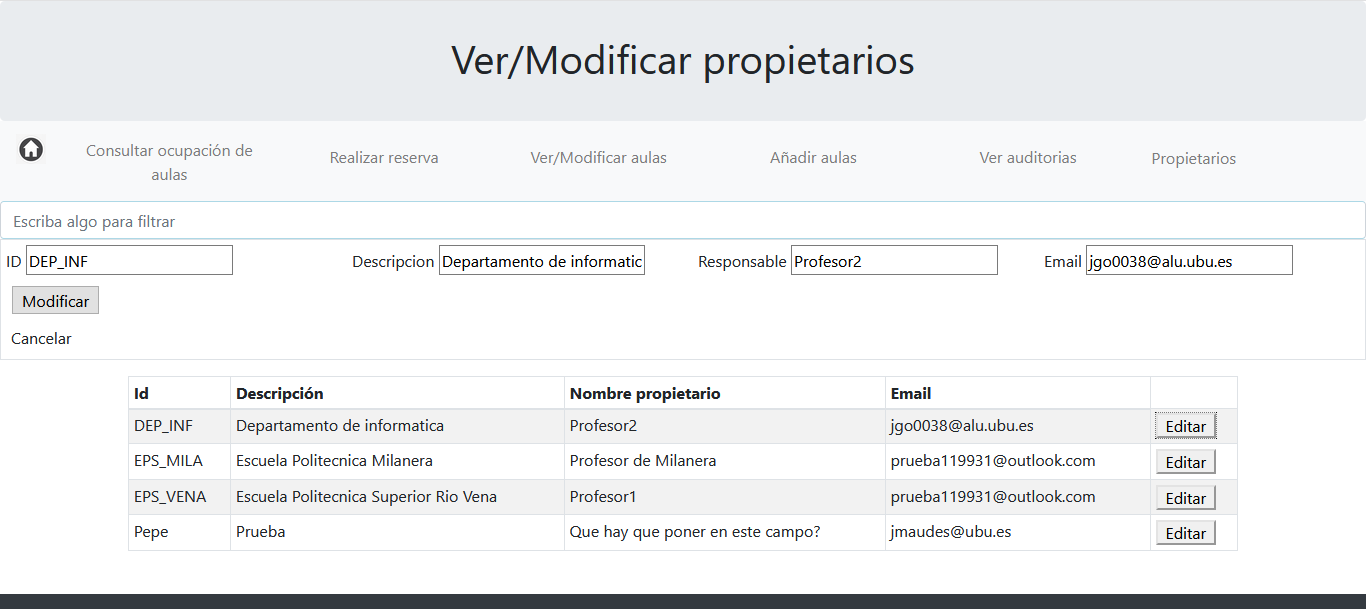 Ver/Modificar propietarios
Consultar ocupación de
aulas
Realizar reserva
Ver/Modificar aulas
Añadir aulas
Ver auditorias
Propietarios
Escriba algo para filtrar
ID DEP_INF Descripcion Departamento de informatic Responsable Profesor2 Email jgo0038@alu.ubu.es
Modificar
Cancelar
Id Descripción Nombre propietario Email
DEP_INF Departamento de informatica Profesor2 jgo0038@alu.ubu.es Editar
EPS_MILA Escuela Politecnica Milanera Profesor de Milanera prueba119931@outlook.com Editar
EPS_VENA Escuela Politecnica Superior Rio Vena Profesor1 prueba119931@outlook.com Editar
Pepe Prueba Que hay que poner en este campo? jmaudes@ubu.es Editar